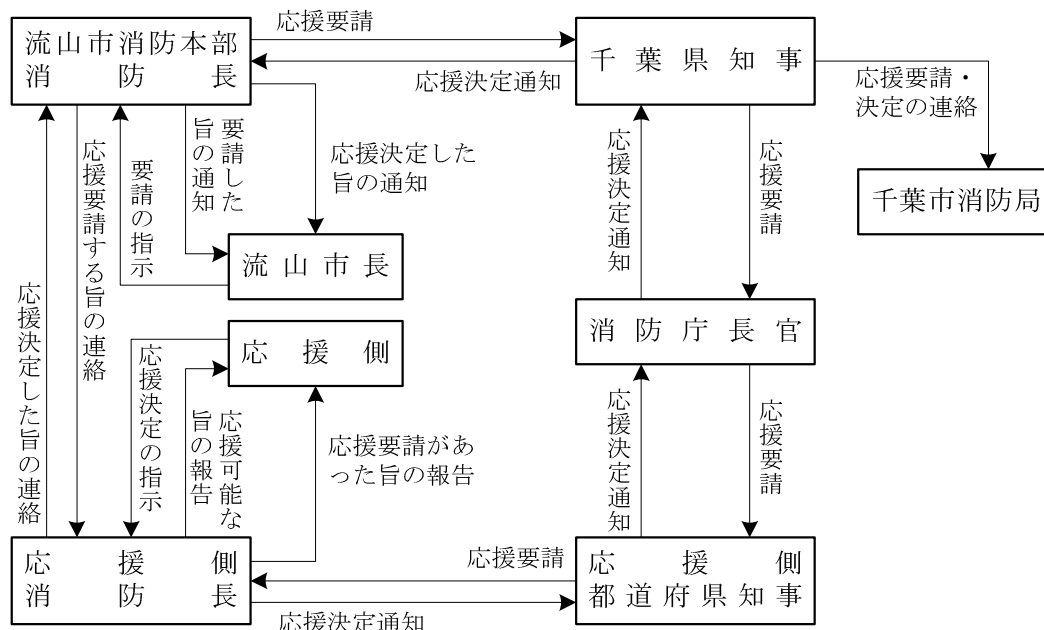 応援要請
流山市消防本部
消防長
千葉県知事
応援決定通知
応援要請・
決定の連絡
千葉市消防局
要請した
旨の通知
応援決定した
旨の通知
要請の指示
応援要請する旨の連絡
応援決定した旨の連絡
流山市長
応援決定通知
応援要請
消防庁長官
応援側
応援決定の指示
応援可能な
旨の報告
応援要請があ
った旨の報告
応援決定通知
応援要請
応援側
消防長
応援要請
応援決定通知
応援側
都道府県知事